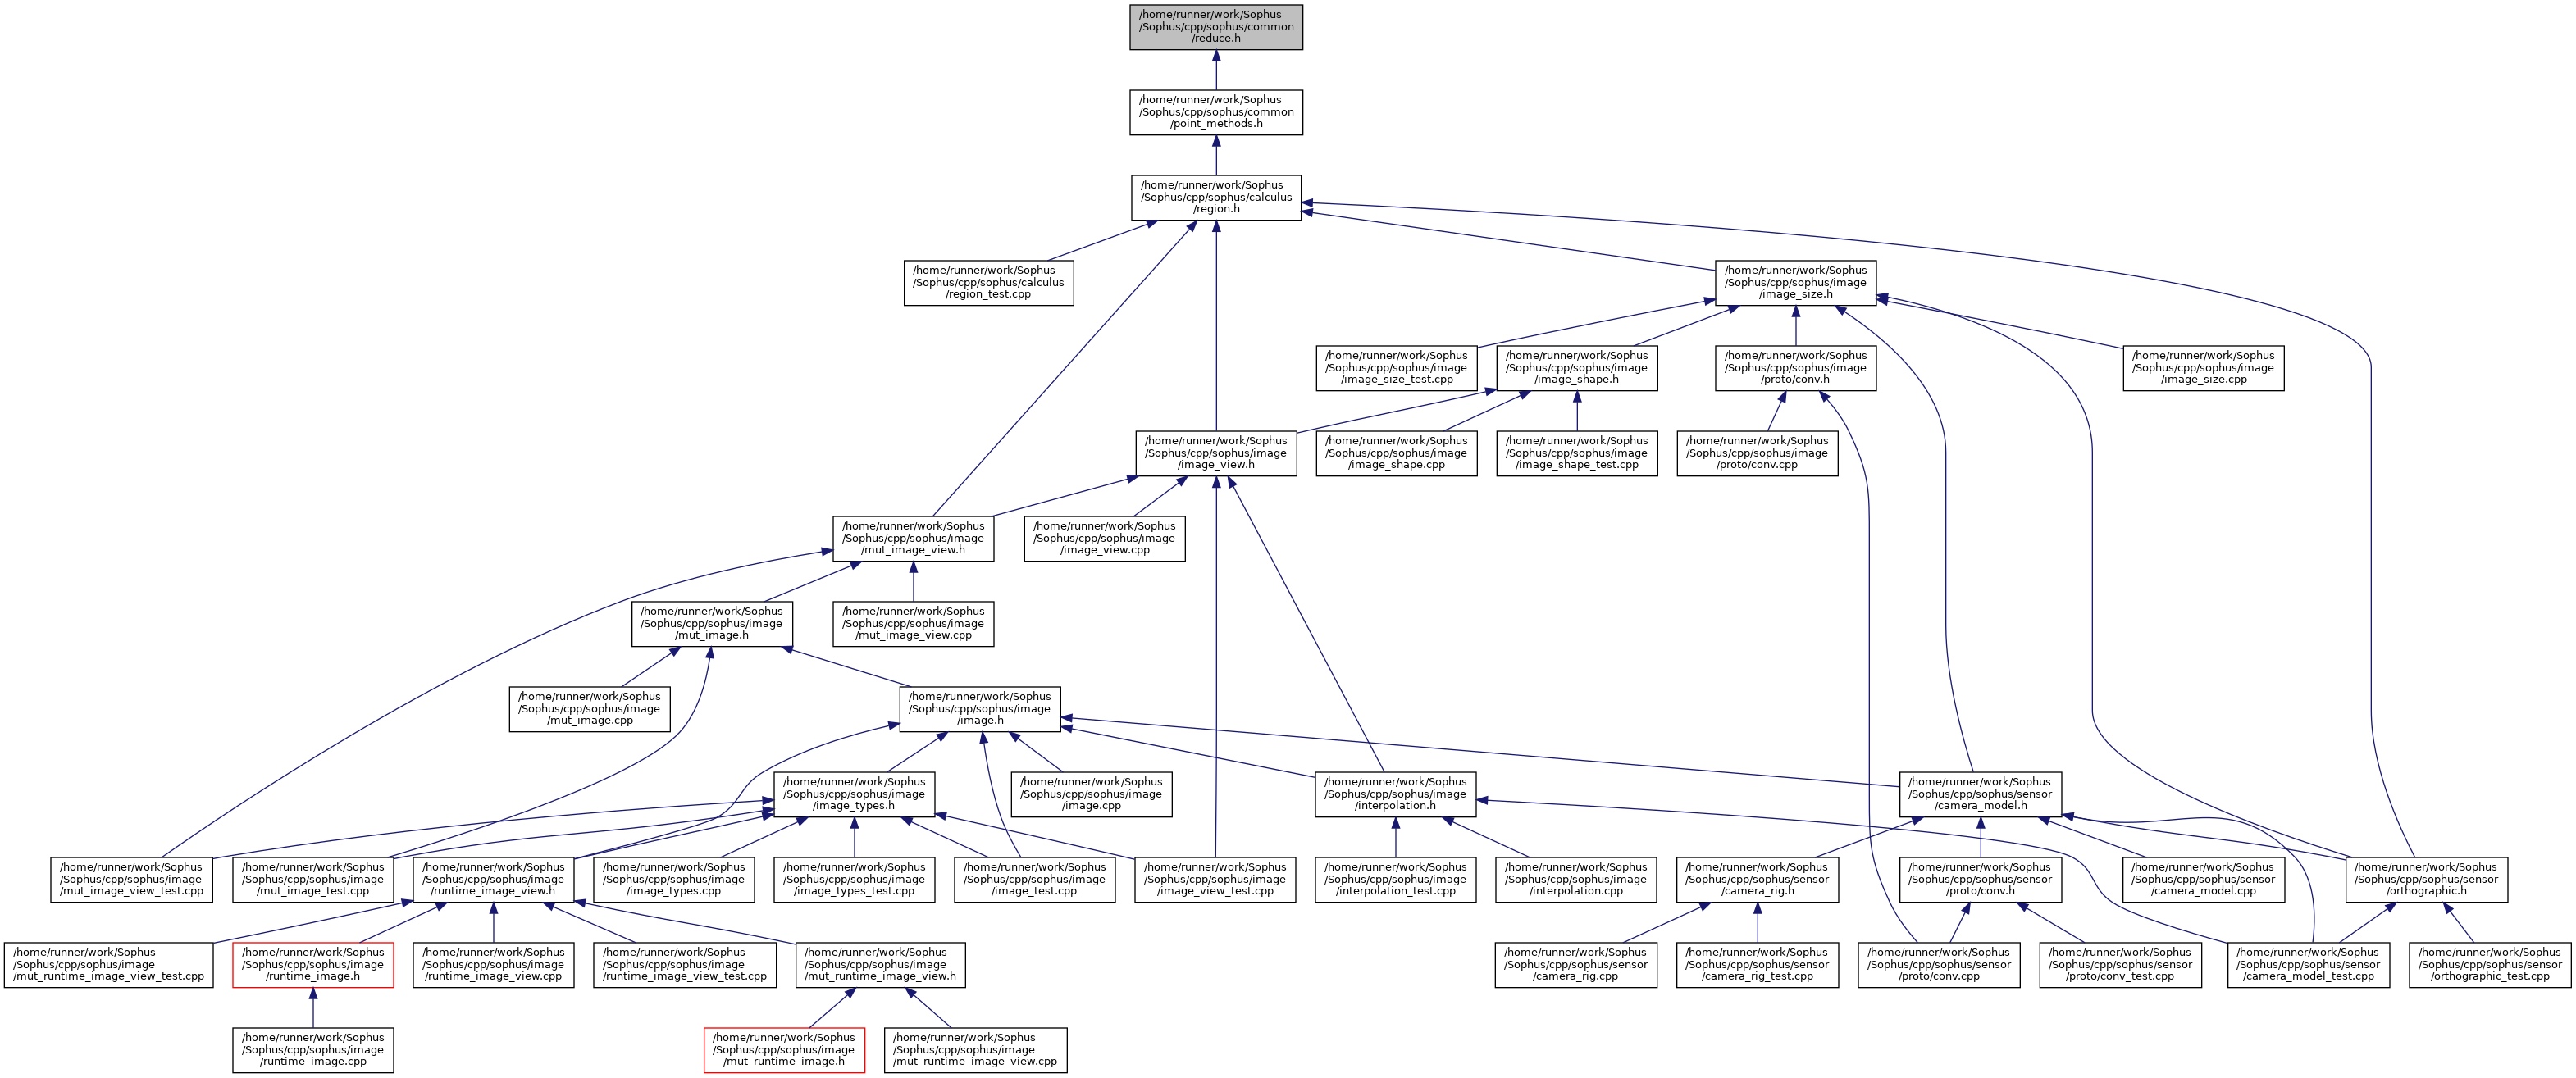 /home/runner/work/Sophus
/Sophus/cpp/sophus/common
/reduce.h
/home/runner/work/Sophus
/Sophus/cpp/sophus/common
/point_methods.h
/home/runner/work/Sophus
/Sophus/cpp/sophus/calculus
/region.h
/home/runner/work/Sophus
/Sophus/cpp/sophus/calculus
/region_test.cpp
/home/runner/work/Sophus
/Sophus/cpp/sophus/image
/image_size.h
/home/runner/work/Sophus
/Sophus/cpp/sophus/image
/image_size_test.cpp
/home/runner/work/Sophus
/Sophus/cpp/sophus/image
/image_shape.h
/home/runner/work/Sophus
/Sophus/cpp/sophus/image
/proto/conv.h
/home/runner/work/Sophus
/Sophus/cpp/sophus/image
/image_size.cpp
/home/runner/work/Sophus
/Sophus/cpp/sophus/image
/image_view.h
/home/runner/work/Sophus
/Sophus/cpp/sophus/image
/image_shape.cpp
/home/runner/work/Sophus
/Sophus/cpp/sophus/image
/image_shape_test.cpp
/home/runner/work/Sophus
/Sophus/cpp/sophus/image
/proto/conv.cpp
/home/runner/work/Sophus
/Sophus/cpp/sophus/image
/mut_image_view.h
/home/runner/work/Sophus
/Sophus/cpp/sophus/image
/image_view.cpp
/home/runner/work/Sophus
/Sophus/cpp/sophus/image
/mut_image.h
/home/runner/work/Sophus
/Sophus/cpp/sophus/image
/mut_image_view.cpp
/home/runner/work/Sophus
/Sophus/cpp/sophus/image
/mut_image.cpp
/home/runner/work/Sophus
/Sophus/cpp/sophus/image
/image.h
/home/runner/work/Sophus
/Sophus/cpp/sophus/image
/image_types.h
/home/runner/work/Sophus
/Sophus/cpp/sophus/image
/image.cpp
/home/runner/work/Sophus
/Sophus/cpp/sophus/image
/interpolation.h
/home/runner/work/Sophus
/Sophus/cpp/sophus/sensor
/camera_model.h
/home/runner/work/Sophus
/Sophus/cpp/sophus/image
/mut_image_view_test.cpp
/home/runner/work/Sophus
/Sophus/cpp/sophus/image
/mut_image_test.cpp
/home/runner/work/Sophus
/Sophus/cpp/sophus/image
/runtime_image_view.h
/home/runner/work/Sophus
/Sophus/cpp/sophus/image
/image_types.cpp
/home/runner/work/Sophus
/Sophus/cpp/sophus/image
/image_types_test.cpp
/home/runner/work/Sophus
/Sophus/cpp/sophus/image
/image_test.cpp
/home/runner/work/Sophus
/Sophus/cpp/sophus/image
/image_view_test.cpp
/home/runner/work/Sophus
/Sophus/cpp/sophus/image
/interpolation_test.cpp
/home/runner/work/Sophus
/Sophus/cpp/sophus/image
/interpolation.cpp
/home/runner/work/Sophus
/Sophus/cpp/sophus/sensor
/camera_rig.h
/home/runner/work/Sophus
/Sophus/cpp/sophus/sensor
/proto/conv.h
/home/runner/work/Sophus
/Sophus/cpp/sophus/sensor
/camera_model.cpp
/home/runner/work/Sophus
/Sophus/cpp/sophus/sensor
/orthographic.h
/home/runner/work/Sophus
/Sophus/cpp/sophus/image
/mut_runtime_image_view_test.cpp
/home/runner/work/Sophus
/Sophus/cpp/sophus/image
/runtime_image.h
/home/runner/work/Sophus
/Sophus/cpp/sophus/image
/runtime_image_view.cpp
/home/runner/work/Sophus
/Sophus/cpp/sophus/image
/runtime_image_view_test.cpp
/home/runner/work/Sophus
/Sophus/cpp/sophus/image
/mut_runtime_image_view.h
/home/runner/work/Sophus
/Sophus/cpp/sophus/sensor
/camera_rig.cpp
/home/runner/work/Sophus
/Sophus/cpp/sophus/sensor
/camera_rig_test.cpp
/home/runner/work/Sophus
/Sophus/cpp/sophus/sensor
/proto/conv.cpp
/home/runner/work/Sophus
/Sophus/cpp/sophus/sensor
/proto/conv_test.cpp
/home/runner/work/Sophus
/Sophus/cpp/sophus/sensor
/camera_model_test.cpp
/home/runner/work/Sophus
/Sophus/cpp/sophus/sensor
/orthographic_test.cpp
/home/runner/work/Sophus
/Sophus/cpp/sophus/image
/runtime_image.cpp
/home/runner/work/Sophus
/Sophus/cpp/sophus/image
/mut_runtime_image.h
/home/runner/work/Sophus
/Sophus/cpp/sophus/image
/mut_runtime_image_view.cpp